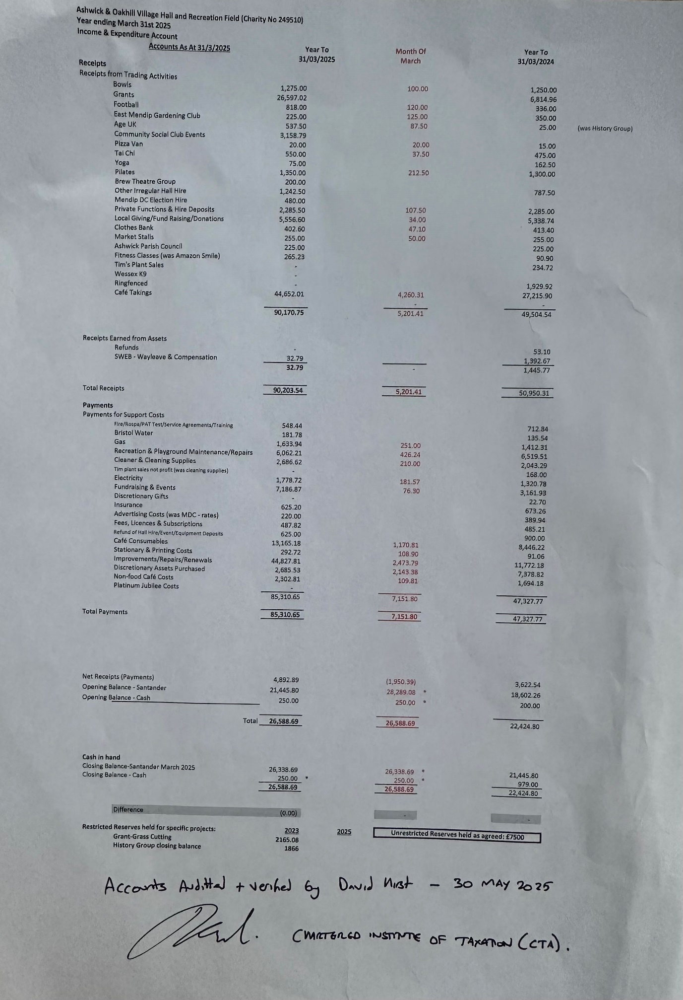 Ashwick & Oakhill Village Hall and Recreation Field (Charity No 249510)
Year ending March 31st 2025
Income & Expenditure Account
Accounts As At 31/3/2025 Year To Month Of Year To
31/03/2025 March 31/03/2024
Receipts
Receipts from Trading Activities
Bowls 1,275.00 100.00 1,250.00
Grants 26,597.02 6,814.96
Football 818.00 120.00 336.00
East Mendip Gardening Club 225.00 125.00 350.00
Age UK 537.50 87.50 25.00 (was History Group)
Community Social Club Events 3,158.79
Pizza Van 20.00 20.00 15.00
Tai Chi 550.00 37.50 475.00
Yoga 75.00 162.50
Pilates 1,350.00 212.50 1,300.00
Brew Theatre Group 200.00
Other Irregular Hall Hire 1,242.50 787.50
Mendip DC Election Hire 480.00
Private Functions & Hire Deposits 2,285.50 107.50 2,285.00
Local Giving/Fund Raising/Donations 5,556.60 34.00 5,338.74
Clothes Bank 402.60 47.10 413.40
Market Stalls 255.00 50.00 255.00
Ashwick Parish Council 225.00 225.00
Fitness Classes (was Amazon Smile) 265.23 90.90
Tim's Plant Sales - 234.72
Wessex K9 -
Ringfenced - 1,929.92
Café Takings 44,652.01 4,260.31 27,215.90
- -
90,170.75 5,201.41 49,504.54
Receipts Earned from Assets
Refunds - 53.10
SWEB - Wayleave & Compensation 32.79 1,392.67
32.79 - 1,445.77
Total Receipts 90,203.54 5,201.41 50,950.31
Payments
Payments for Support Costs
Fire/Rospa/PAT Test/Service Agreements/Training 548.44 712.84
Bristol Water 181.78 135.54
Gas 1,633.94 251.00 1,412.31
Recreation & Playground Maintenance/Repairs 6,062.21 426.24 6,519.51
Cleaner & Cleaning Supplies 2,686.62 210.00 2,043.29
Tim plant sales not profit (was cleaning supplies) - 168.00
Electricity 1,778.72 181.57 1,320.78
Fundraising & Events 7,186.87 76.30 3,161.93
Discretionary Gifts - 22.70
Insurance 625.20 673.26
Advertising Costs (was MDC - rates) 220.00 389.94
Fees, Licences & Subscriptions 487.82 485.21
Refund of Hall Hire/Event/Equipment Deposits 625.00 900.00
Café Consumables 13,165.18 1,170.81 8,446.22
Stationary & Printing Costs 292.72 108.90 91.06
Improvements/Repairs/Renewals 44,827.81 2,473.79 11,772.18
Discretionary Assets Purchased 2,685.53 2,143.38 7,378.82
Non-food Café Costs 2,302.81 109.81 1,694.18
Platinum Jubilee Costs -
85,310.65 7,151.80 47,327.77
Total Payments 85,310.65 7,151.80 47,327.77
Net Receipts (Payments) 4,892.89 (1,950.39) 3,622.54
Opening Balance - Santander 21,445.80 28,289.08 * 18,602.26
Opening Balance - Cash 250.00 250.00 * 200.00
Total 26,588.69 26,588.69 22,424.80
Cash in hand
Closing Balance-Santander March 2025 26,338.69 26,338.69 * 21,445.80
Closing Balance - Cash 250.00 * 250.00 * 979.00
26,588.69 26,588.69 22,424.80
Difference (0.00) - -
Restricted Reserves held for specific projects: 2023 2025 Unrestricted Reserves held as agreed: £7500
Grant-Grass Cutting 2165.08
History Group closing balance 1866
Accounts Auditted + verified by David Hirst - 30 MAY 2025
CHARTERED INSTITUTE OF TAXATION (CTA).